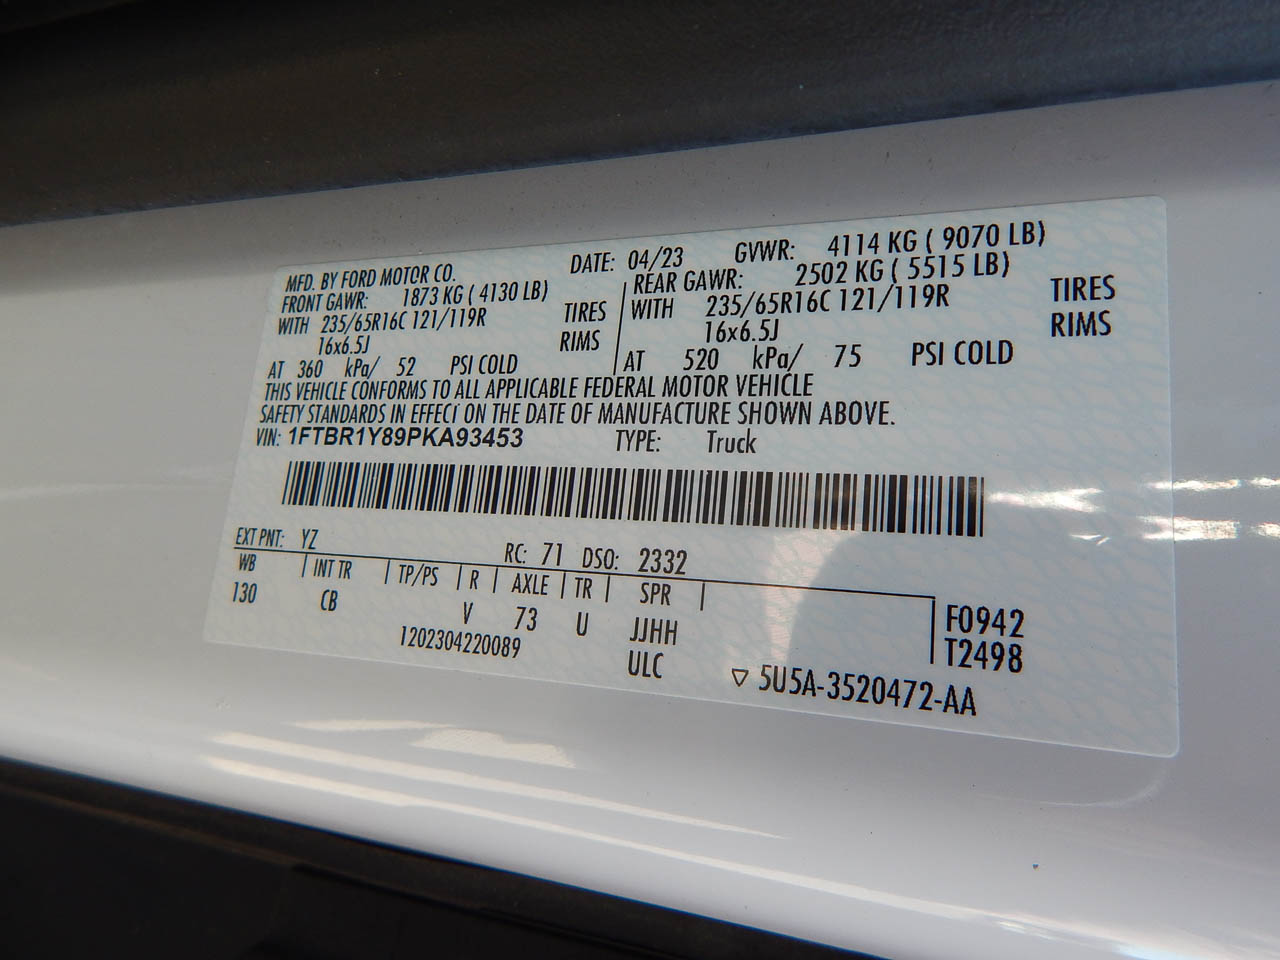 MFD. BY FORD MOTOR CO. DATE: 04/23 GVWR: 4114 KG ( 9070 LB)
FRONT GAWR: 1873 KG ( 4130 LB) REAR GAWR: 2502 KG ( 5515 LB)
WITH 235/65R16C 121/119R TIRES WITH 235/65R16C 121/119R TIRES
16x6.5J RIMS 16x6.5J RIMS
AT 360 kPa/ 52 PSI COLD AT 520 kPa/ 75 PSI COLD
THIS VEHICLE CONFORMS TO ALL APPLICABLE FEDERAL MOTOR VEHICLE
SAFETY STANDARDS IN EFFECT ON THE DATE OF MANUFACTURE SHOWN ABOVE.
VIN: 1FTBR1Y89PKA93453 TYPE: Truck
EXT PNT: YZ RC: 71 DSO: 2332
WB INT TR TP/PS R AXLE TR SPR
130 CB V 73 U JJHH F0942
1202304220089 ULC T2498
▽ 5U5A-3520472-AA